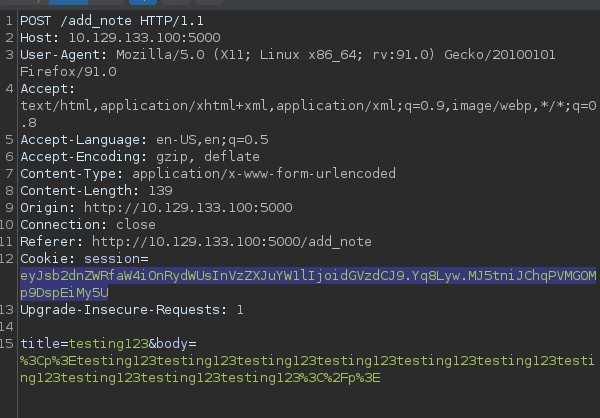 1 POST /add_note HTTP/1.1
2 Host: 10.129.133.100:5000
3 User-Agent: Mozilla/5.0 (X11; Linux x86_64; rv:91.0) Gecko/20100101
Firefox/91.0
4 Accept:
text/html,application/xhtml+xml,application/xml;q=0.9,image/webp,*/*;q=0
.8
5 Accept-Language: en-US,en;q=0.5
6 Accept-Encoding: gzip, deflate
7 Content-Type: application/x-www-form-urlencoded
8 Content-Length: 139
9 Origin: http://10.129.133.100:5000
10 Connection: close
11 Referer: http://10.129.133.100:5000/add_note
12 Cookie: session=
eyJsb2dnZWRfaW4iOnRydWUsInVzZXJuYW1lIjoidGVzdCJ9.Yq8Lyw.MJ5tniJChqPVMGOM
p9DspEiMy5U
13 Upgrade-Insecure-Requests: 1
14
15 title=testing123&body=
%3Cp%3Etesting123testing123testing123testing123testing123testing123testi
ng123testing123testing123testing123%3C%2Fp%3E